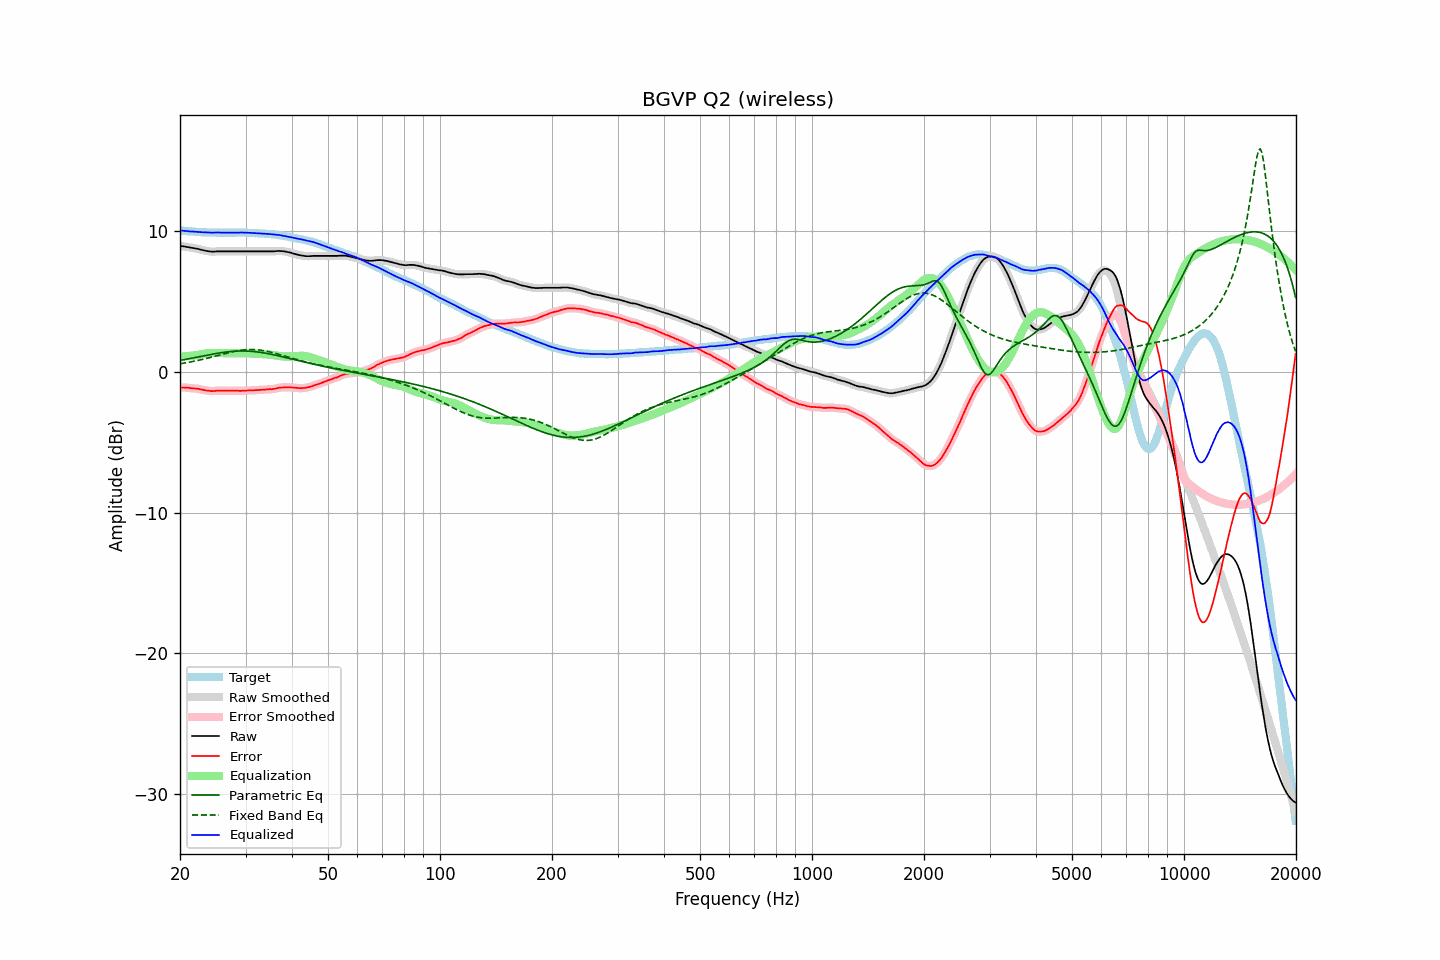 BGVP Q2 (wireless)
Amplitude (dBr)
10
0
−10
−20
−30
Target
Raw Smoothed
Error Smoothed
Raw
Error
Equalization
Parametric Eq
Fixed Band Eq
Equalized
20 50 100 200 500 1000 2000 5000 10000 20000
Frequency (Hz)